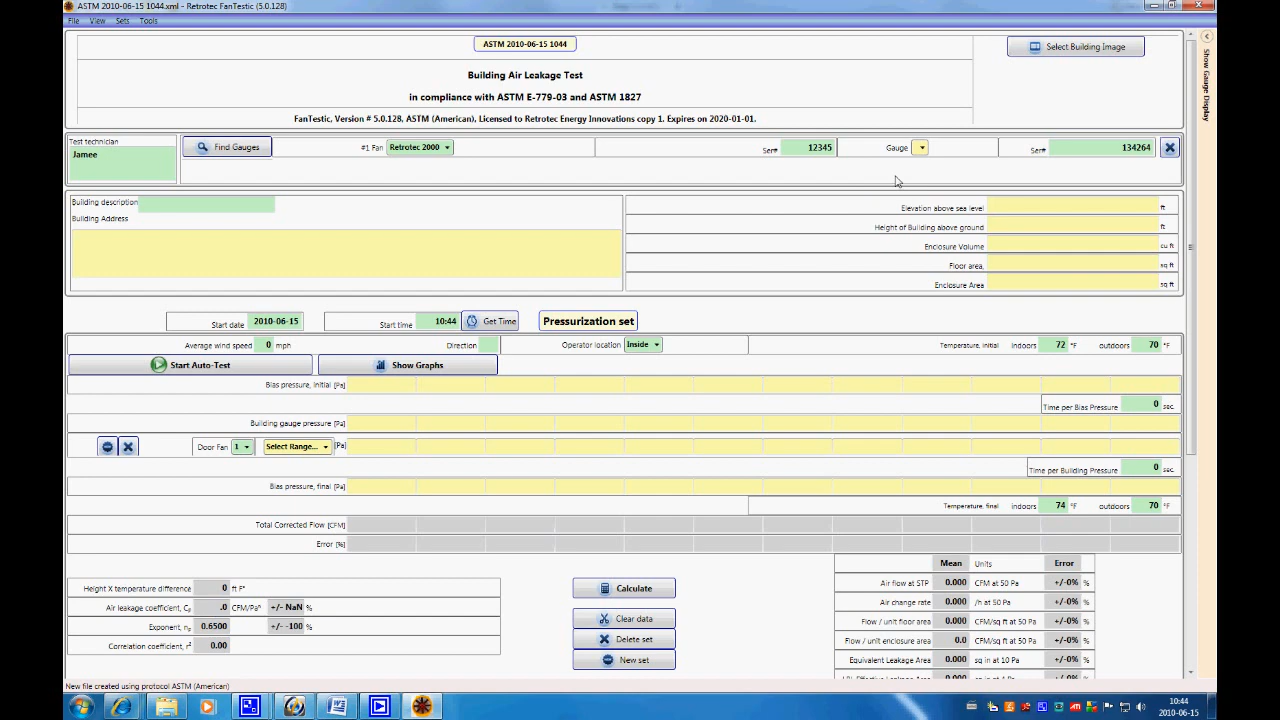 ASTM 2010-06-15 1044.xml - Retrotec FanTestic (5.0.128)
File View Sets Tools
ASTM 2010-06-15 1044
Select Building Image
Building Air Leakage Test
in compliance with ASTM E-779-03 and ASTM 1827
FanTestic, Version # 5.0.128, ASTM (American), Licensed to Retrotec Energy Innovations copy 1. Expires on 2020-01-01.
Show Gauge Display
Test technician
Jamee
Find Gauges #1 Fan Retrotec 2000 Ser# 12345 Gauge Ser# 134264
Building description
Building Address
Elevation above sea level ft
Height of Building above ground ft
Enclosure Volume cu ft
Floor area, sq ft
Enclosure Area sq ft
Start date 2010-06-15 Start time 10:44 Get Time Pressurization set
Average wind speed 0 mph Direction Operator location Inside Temperature, initial indoors 72 °F outdoors 70 °F
Start Auto-Test Show Graphs
Bias pressure, initial [Pa]
Time per Bias Pressure 0 sec.
Building gauge pressure [Pa]
Door Fan 1 Select Range... [Pa]
Time per Building Pressure 0 sec.
Bias pressure, final [Pa]
Temperature, final indoors 74 °F outdoors 70 °F
Total Corrected Flow [CFM]
Error [%]
Height X temperature difference 0 ft F°
Air leakage coefficient, CF .0 CFM/Paⁿ +/- NaN %
Exponent, nF 0.6500 +/- -100 %
Correlation coefficient, r² 0.00
Calculate
Clear data
Delete set
New set
Mean Units Error
Air flow at STP 0.000 CFM at 50 Pa +/-0% %
Air change rate 0.000 /h at 50 Pa +/-0% %
Flow / unit floor area 0.000 CFM/sq ft at 50 Pa +/-0% %
Flow / unit enclosure area 0.0 CFM/sq ft at 50 Pa +/-0% %
Equivalent Leakage Area 0.000 sq in at 10 Pa +/-0% %
New file created using protocol ASTM (American)
10:44
2010-06-15